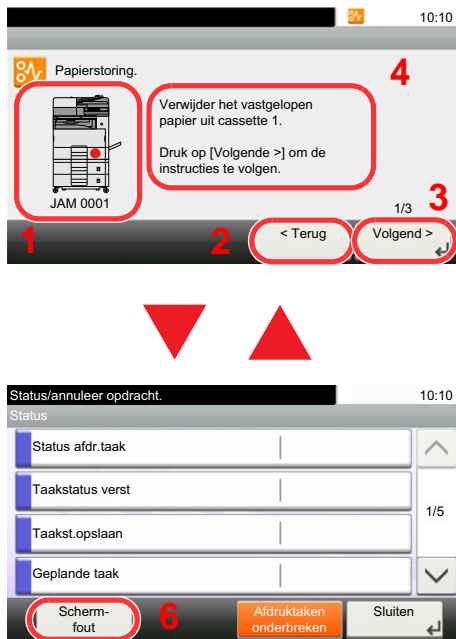 10:10
Papierstoring.
4
Verwijder het vastgelopen
papier uit cassette 1.
Druk op [Volgende >] om de
instructies te volgen.
JAM 0001
1/3
3
1
2
< Terug
Volgend >
Status/annuleer opdracht.
10:10
Status
Status afdr.taak
Taakstatus verst
1/5
Taakst.opslaan
Geplande taak
Scherm-
fout
6
Afdruktaken
onderbreken
Sluiten